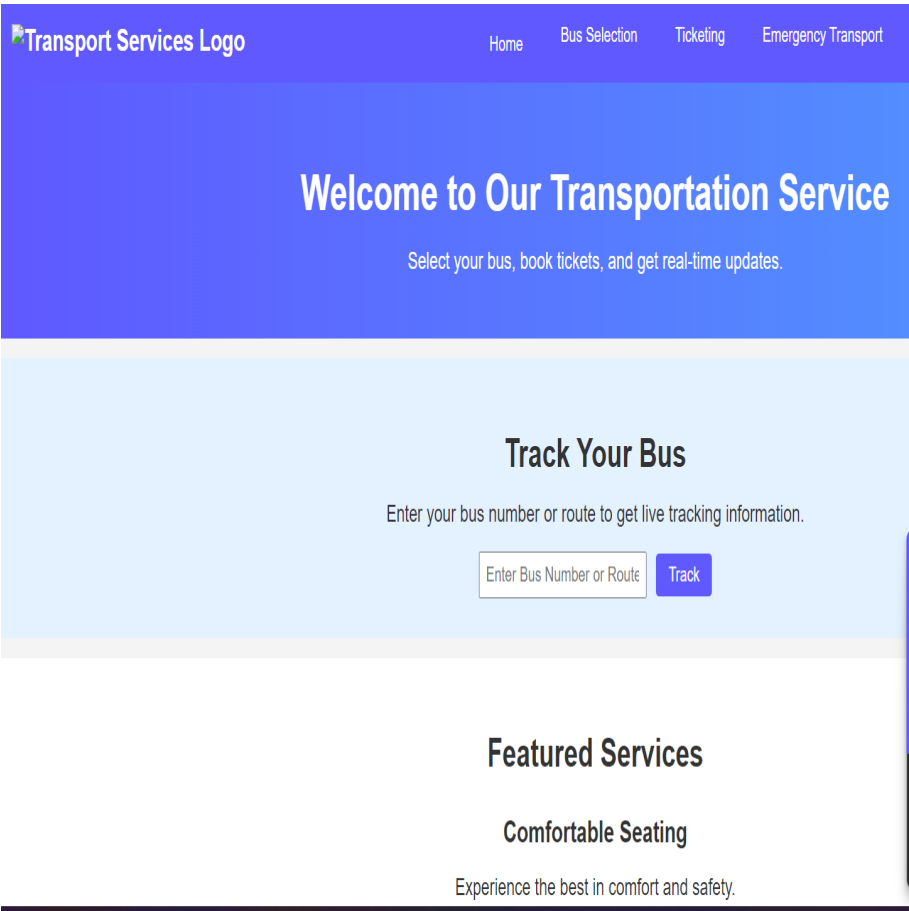 Transport Services Logo
Home Bus Selection Ticketing Emergency Transport
Welcome to Our Transportation Service
Select your bus, book tickets, and get real-time updates.
Track Your Bus
Enter your bus number or route to get live tracking information.
Enter Bus Number or Route Track
Featured Services
Comfortable Seating
Experience the best in comfort and safety.